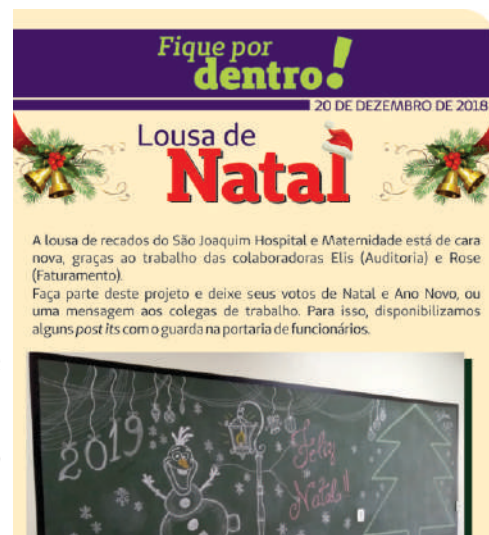 Fique por
dentro!
20 DE DEZEMBRO DE 2018
Lousa de
Natal
A lousa de recados do São Joaquim Hospital e Maternidade está de cara
nova, graças ao trabalho das colaboradoras Elis (Auditoria) e Rose
(Faturamento).
Faça parte deste projeto e deixe seus votos de Natal e Ano Novo, ou
uma mensagem aos colegas de trabalho. Para isso, disponibilizamos
alguns post its com o guarda na portaria de funcionários.
2019
Feliz
Natal!!